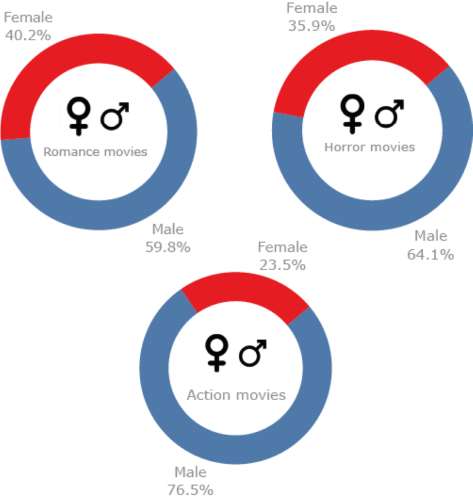 Female
40.2%
Romance movies
Male
59.8%
Female
35.9%
Horror movies
Male
64.1%
Female
23.5%
Action movies
Male
76.5%